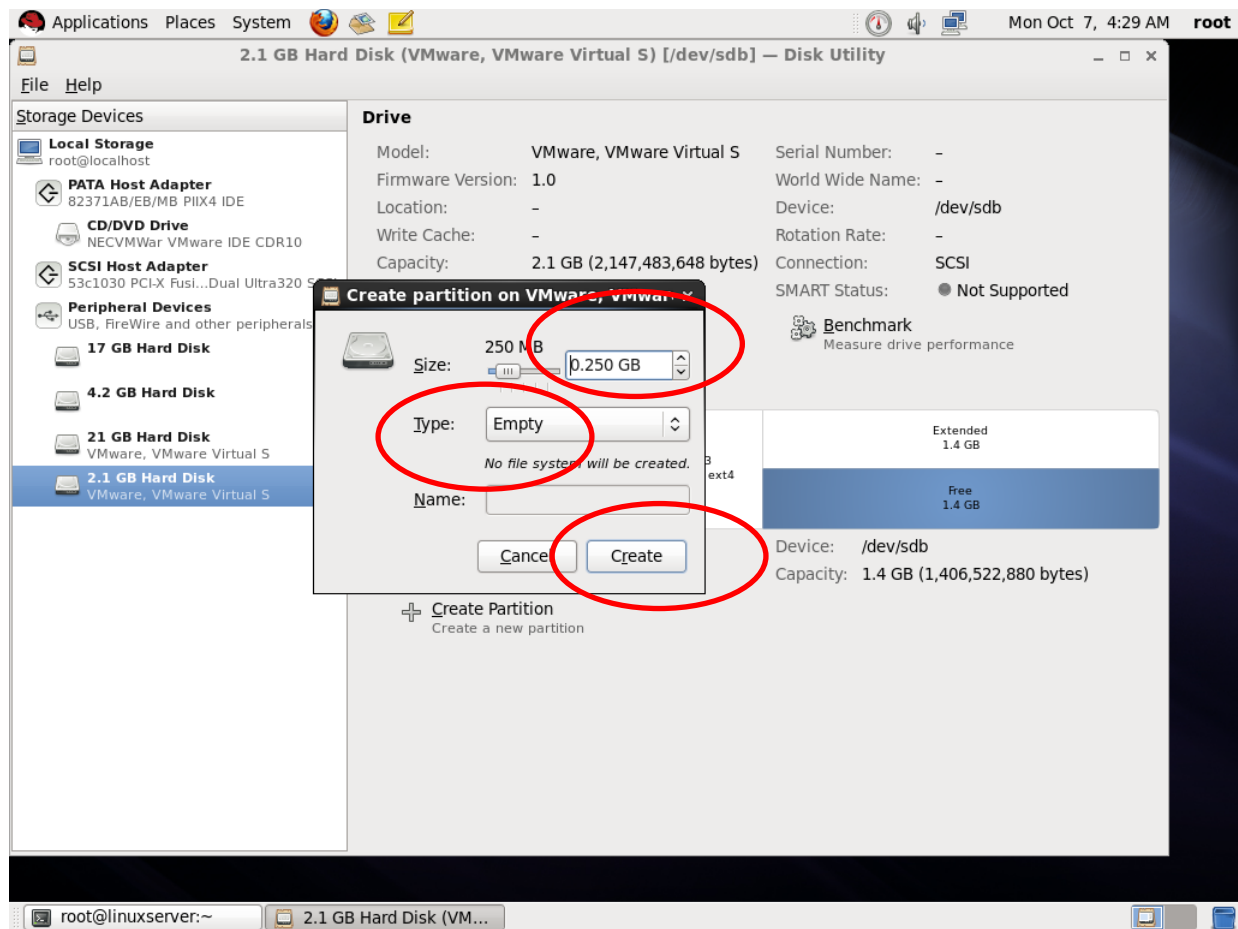 Applications Places System Mon Oct 7, 4:29 AM root
2.1 GB Hard Disk (VMware, VMware Virtual S) [/dev/sdb] — Disk Utility
File Help
Storage Devices
Local Storage
root@localhost
PATA Host Adapter
82371AB/EB/MB PIIX4 IDE
CD/DVD Drive
NECVMWar VMware IDE CDR10
SCSI Host Adapter
53c1030 PCI-X Fusi...Dual Ultra320
Peripheral Devices
USB, FireWire and other peripherals
17 GB Hard Disk
4.2 GB Hard Disk
21 GB Hard Disk
VMware, VMware Virtual S
2.1 GB Hard Disk
VMware, VMware Virtual S
Drive
Model: VMware, VMware Virtual S Serial Number: –
Firmware Version: 1.0 World Wide Name: –
Location: – Device: /dev/sdb
Write Cache: – Rotation Rate: –
Capacity: 2.1 GB (2,147,483,648 bytes) Connection: SCSI
SMART Status: Not Supported
Benchmark
Measure drive performance
Create partition on VMware, VMwar
250 MB
Size: 0.250 GB
Type: Empty
No file system will be created.
Name:
Cancel Create
3
ext4
Extended
1.4 GB
Free
1.4 GB
Device: /dev/sdb
Capacity: 1.4 GB (1,406,522,880 bytes)
Create Partition
Create a new partition
root@linuxserver:~ 2.1 GB Hard Disk (VM...